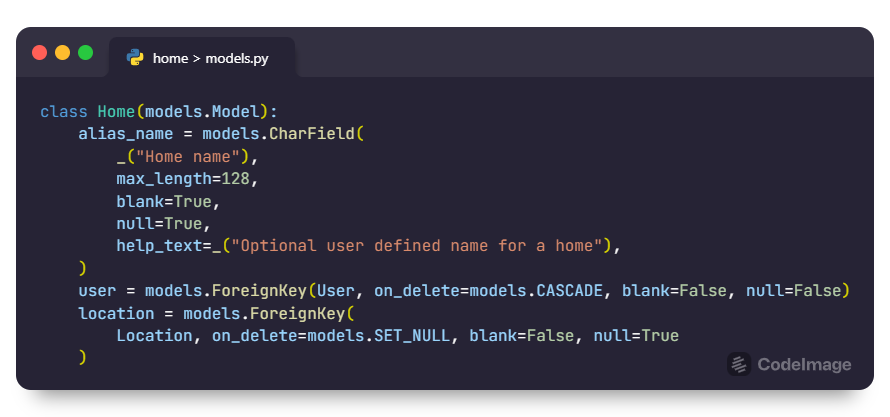 home > models.py
class Home(models.Model):
    alias_name = models.CharField(
        _("Home name"),
        max_length=128,
        blank=True,
        null=True,
        help_text=_("Optional user defined name for a home"),
    )
    user = models.ForeignKey(User, on_delete=models.CASCADE, blank=False, null=False)
    location = models.ForeignKey(
        Location, on_delete=models.SET_NULL, blank=False, null=True
    )
CodeImage